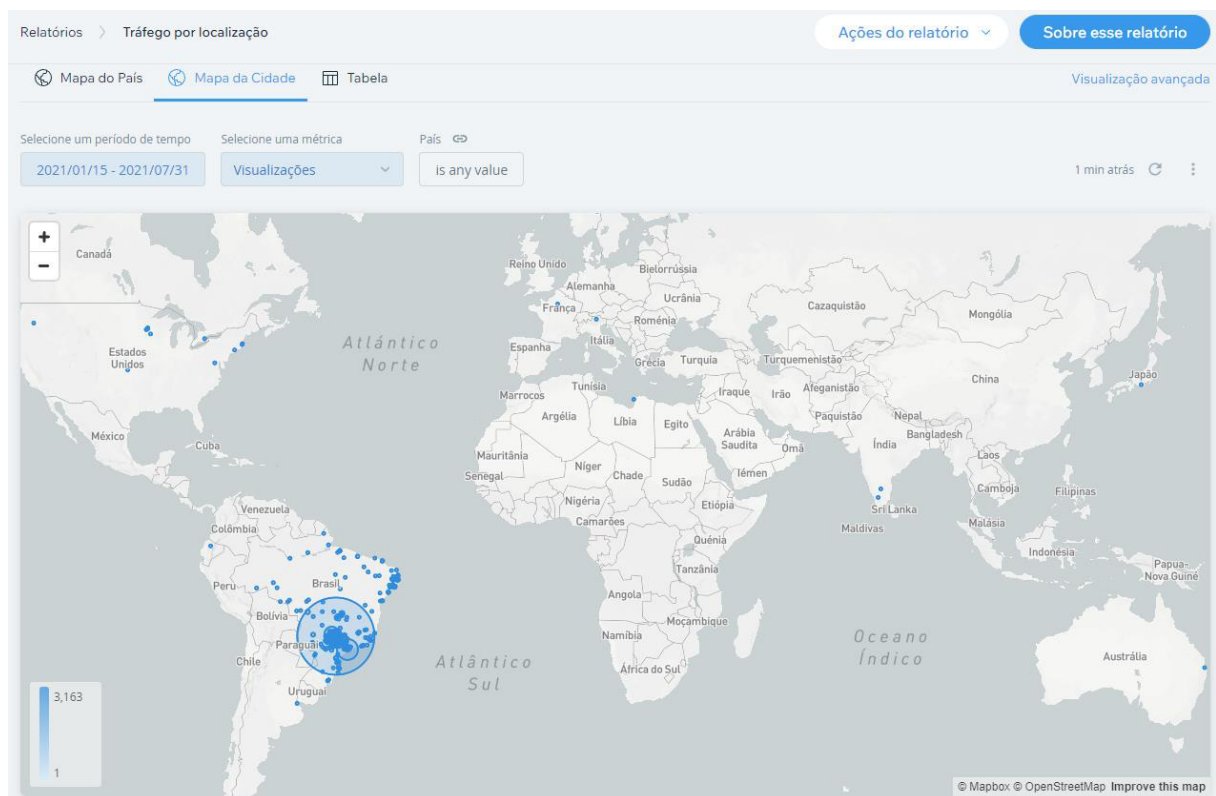 Relatórios > Tráfego por localização
Ações do relatório
Sobre esse relatório
Mapa do País
Mapa da Cidade
Tabela
Visualização avançada
Selecione um período de tempo
Selecione uma métrica
País
2021/01/15 - 2021/07/31
Visualizações
is any value
1 min atrás
+
-
Canadá
Reino Unido
Bielorrússia
Alemanha
Ucrânia
França
Cazaquistão
Mongólia
Romênia
Atlántico
Norte
Estados
Unidos
Espanha
Itália
Grécia
Turquia
Turquemenistão
China
Japão
Tunísia
Marrocos
Iraque
Irão
Afeganistão
Argélia
Líbia
Egito
Paquistão
Nepal
México
Cuba
Arábia
Saudita
Omã
Índia
Bangladesh
Laos
Mauritânia
Senegal
Níger
Chade
Sudão
Iêmen
Camboja
Filipinas
Venezuela
Nigéria
Etiópia
Sri Lanka
Colômbia
Camarões
Maldivas
Malásia
Quénia
Indonésia
Peru
Brasil
Tanzânia
Papua-
Nova Guiné
Angola
Bolívia
Moçambique
Namíbia
Oceano
Índico
Paraguai
Chile
Atlântico
Sul
África do Sul
Austrália
Uruguai
3,163
1
© Mapbox © OpenStreetMap Improve this map